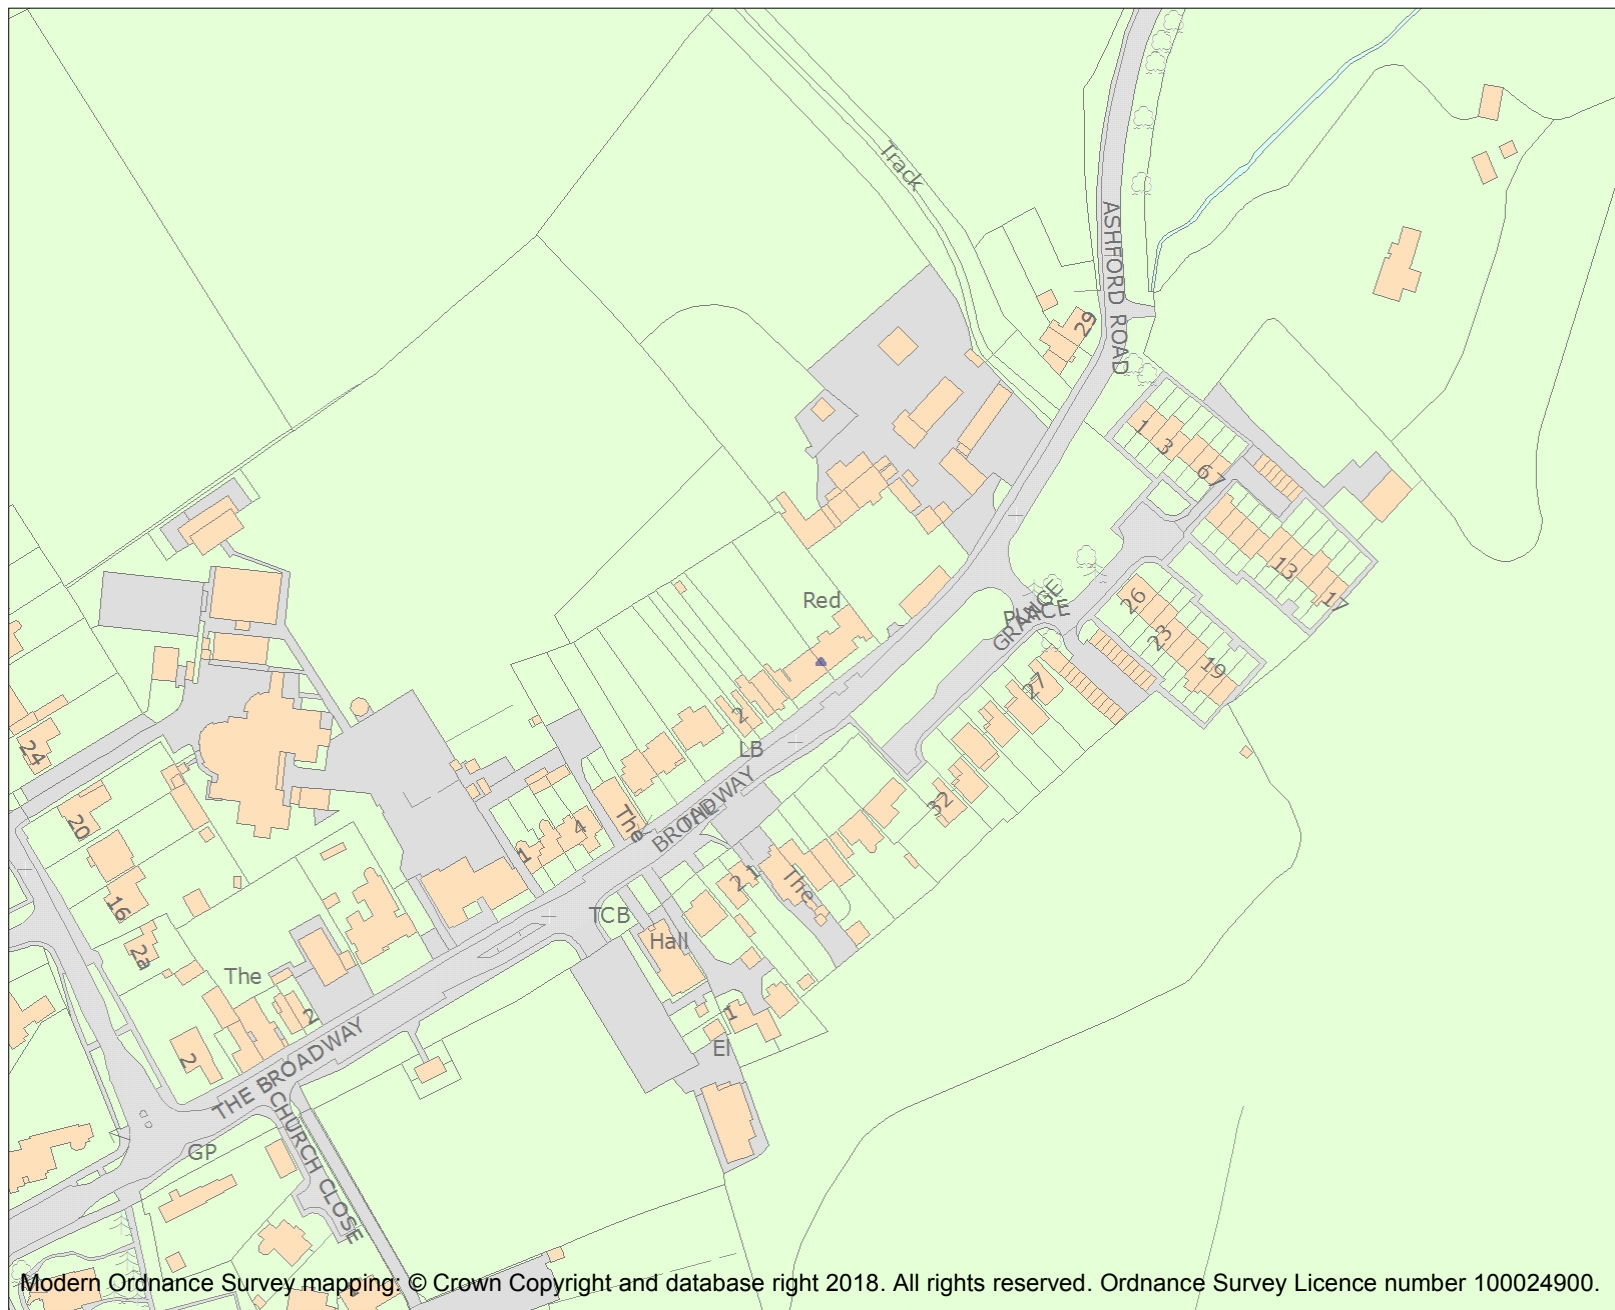 Track
ASHFORD ROAD
29
1
3
6
7
13
17
Red
GRANGE
PLACE
26
23
19
27
2
LB
32
THE
BROADWAY
The
4
1
24
20
16
2a
The
2
2
THE BROADWAY
21
The
TCB
Hall
1
El
GP
CHURCH CLOSE
Modern Ordnance Survey mapping: © Crown Copyright and database right 2018. All rights reserved. Ordnance Survey Licence number 100024900.